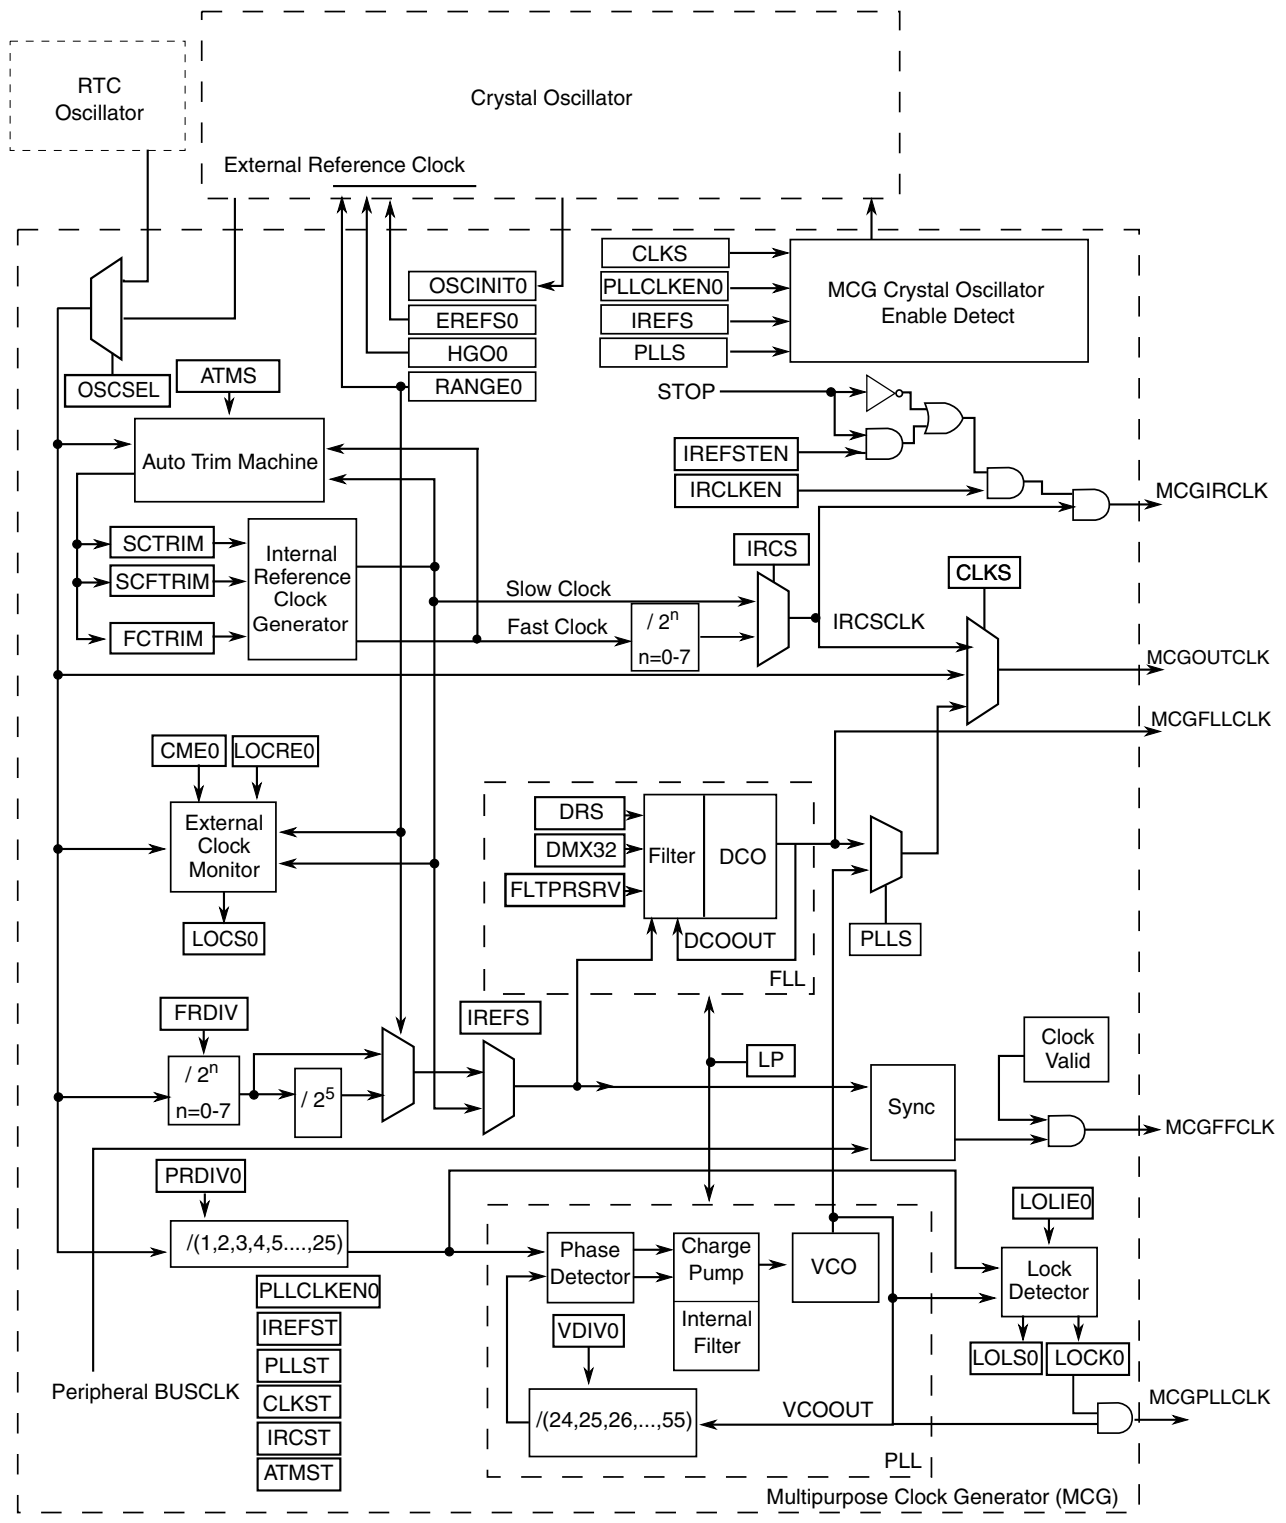 RTC
Oscillator
Crystal Oscillator
External Reference Clock
OSCINIT0
EREFS0
HGO0
RANGE0
CLKS
PLLCLKEN0
IREFS
PLLS
MCG Crystal Oscillator
Enable Detect
OSCSEL
ATMS
Auto Trim Machine
STOP
IREFSTEN
IRCLKEN
MCGIRCLK
SCTRIM
SCFTRIM
FCTRIM
Internal
Reference
Clock
Generator
Slow Clock
Fast Clock
/ 2n
n=0-7
IRCS
IRCSCLK
CLKS
MCGOUTCLK
MCGFLLCLK
CME0
LOCRE0
External
Clock
Monitor
LOCS0
DRS
DMX32
FLTPRSRV
Filter
DCO
DCOOUT
FLL
PLLS
FRDIV
/ 2n
n=0-7
/ 25
IREFS
LP
Sync
Clock
Valid
MCGFFCLK
PRDIV0
/(1,2,3,4,5....,25)
PLLCLKEN0
IREFST
PLLST
CLKST
IRCST
ATMST
Peripheral BUSCLK
Phase
Detector
Charge
Pump
Internal
Filter
VCO
VDIV0
/(24,25,26,...,55)
VCOOUT
PLL
LOLIE0
Lock
Detector
LOLS0
LOCK0
MCGPLLCLK
Multipurpose Clock Generator (MCG)